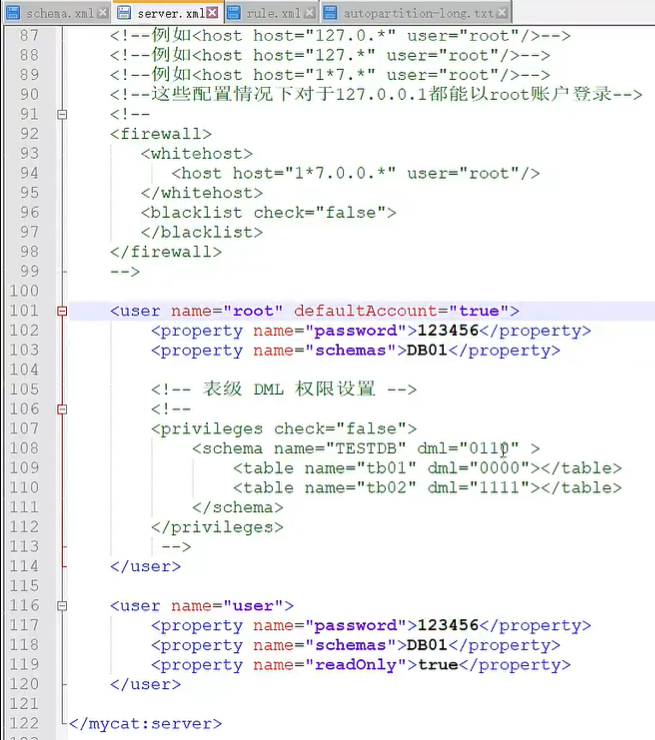 schema.xml server.xml rule.xml autopartition-long.txt
87 <!--例如<host host="127.0.*" user="root"/>-->
88 <!--例如<host host="127.*" user="root"/>-->
89 <!--例如<host host="1*7.*" user="root"/>-->
90 <!--这些配置情况下对于127.0.0.1都能以root账户登录-->
91 <!--
92 <firewall>
93 <whitehost>
94 <host host="1*7.0.0.*" user="root"/>
95 </whitehost>
96 <blacklist check="false">
97 </blacklist>
98 </firewall>
99 -->
100
101 <user name="root" defaultAccount="true">
102 <property name="password">123456</property>
103 <property name="schemas">DB01</property>
104
105 <!-- 表级 DML 权限设置 -->
106 <!--
107 <privileges check="false">
108 <schema name="TESTDB" dml="0110" >
109 <table name="tb01" dml="0000"></table>
110 <table name="tb02" dml="1111"></table>
111 </schema>
112 </privileges>
113 -->
114 </user>
115
116 <user name="user">
117 <property name="password">123456</property>
118 <property name="schemas">DB01</property>
119 <property name="readOnly">true</property>
120 </user>
121
122 </mycat:server>